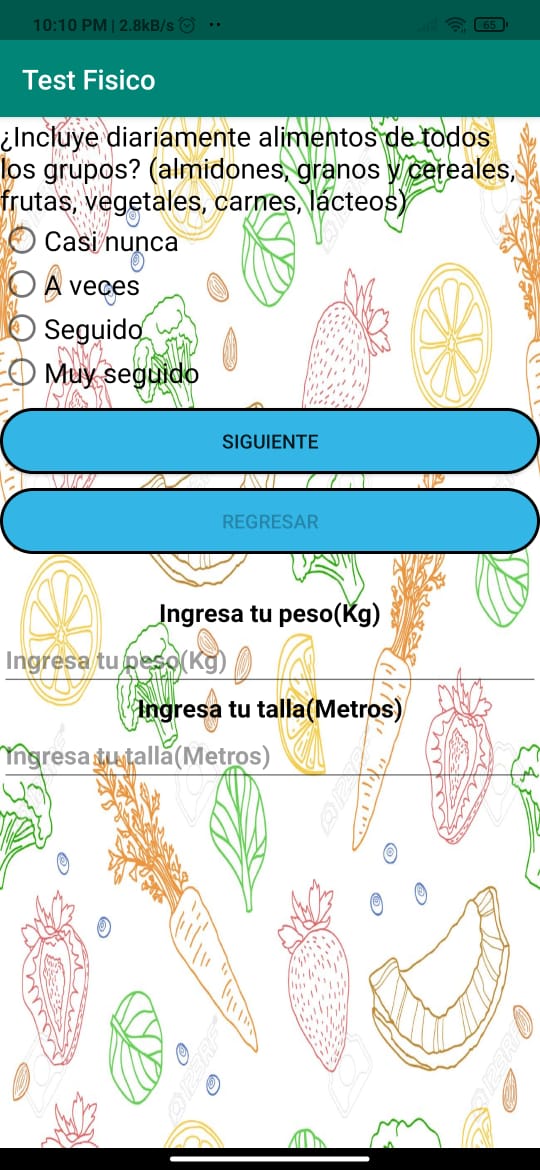 10:10 PM | 2.8kB/s
65
Test Fisico
¿Incluye diariamente alimentos de todos
los grupos? (almidones, granos y cereales,
frutas, vegetales, carnes, lácteos)
Casi nunca
A veces
Seguido
Muy seguido
SIGUIENTE
REGRESAR
Ingresa tu peso(Kg)
Ingresa tu peso(Kg)
Ingresa tu talla(Metros)
Ingresa tu talla(Metros)